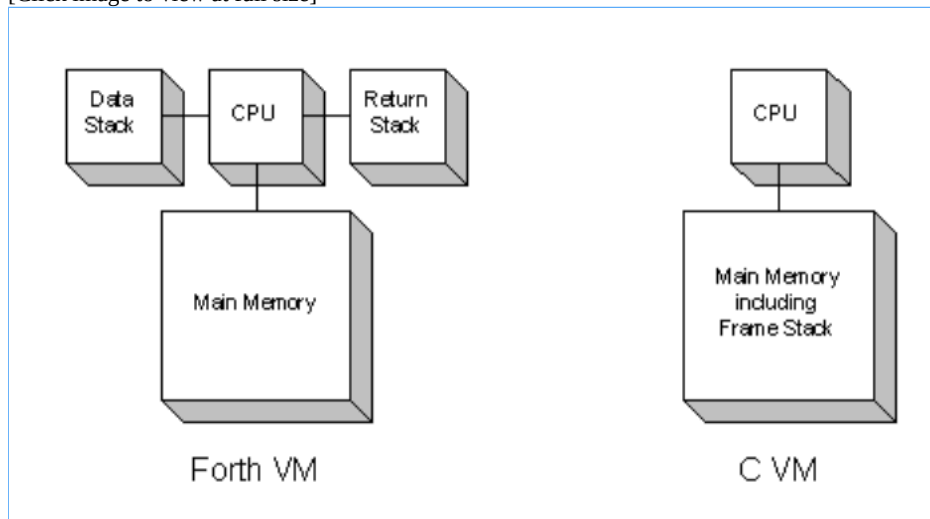 [Click image to view at full size]
Data
Stack
CPU
Return
Stack
Main Memory
Forth VM
CPU
Main Memory
including
Frame Stack
C VM